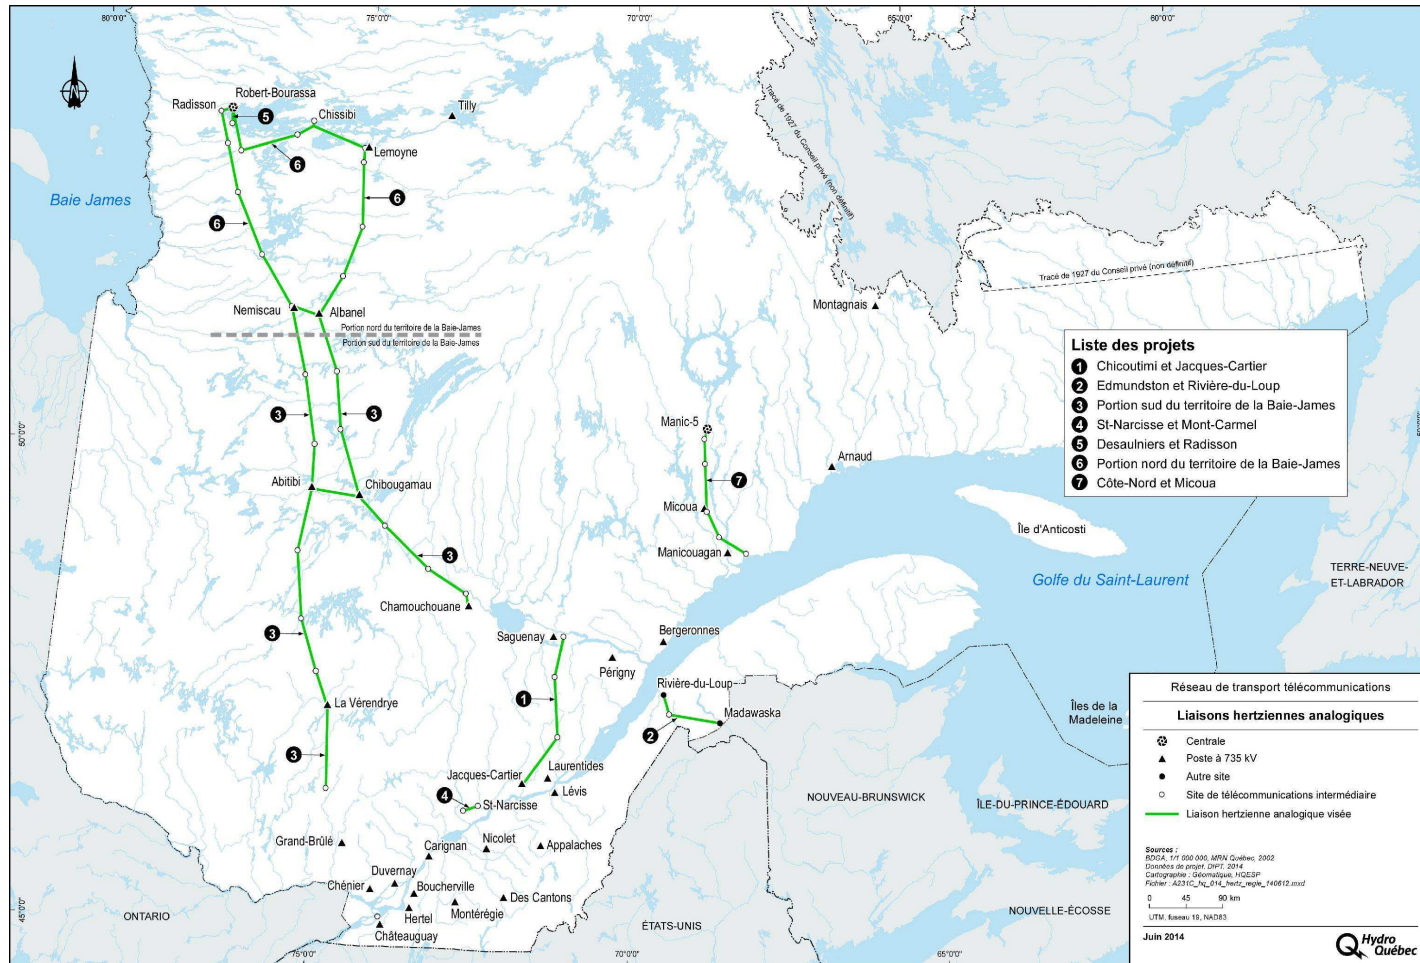 80°0'0"
75°0'0"
70°0'0"
65°0'0"
60°0'0"
Robert-Bourassa
Radisson
5
Chissibi
Tilly
Lemoyne
6
6
6
Baie James
Tracé de 1927 du Conseil privé (non définitif)
Tracé de 1927 du Conseil privé (non définitif)
Montagnais
Nemiscau
Albanel
Portion nord du territoire de la Baie-James
Portion sud du territoire de la Baie-James
Liste des projets
1 Chicoutimi et Jacques-Cartier
2 Edmundston et Rivière-du-Loup
3 Portion sud du territoire de la Baie-James
4 St-Narcisse et Mont-Carmel
5 Desaulniers et Radisson
6 Portion nord du territoire de la Baie-James
7 Côte-Nord et Micoua
3
3
50°0'0"
Manic-5
Arnaud
7
Abitibi
Chibougamau
Micoua
Île d'Anticosti
Manicouagan
3
Golfe du Saint-Laurent
TERRE-NEUVE-
ET-LABRADOR
Chamouchouane
3
Saguenay
Bergeronnes
Périgny
Rivière-du-Loup
1
La Vérendrye
Madawaska
2
Îles de la
Madeleine
3
Jacques-Cartier
Laurentides
Lévis
4
St-Narcisse
NOUVEAU-BRUNSWICK
ÎLE-DU-PRINCE-ÉDOUARD
Grand-Brûlé
Carignan
Nicolet
Appalaches
Duvernay
Chénier
Boucherville
Des Cantons
Hertel
Montérégie
Châteauguay
45°0'0"
ONTARIO
ÉTATS-UNIS
NOUVELLE-ÉCOSSE
75°0'0"
70°0'0"
65°0'0"
Réseau de transport télécommunications
Liaisons hertziennes analogiques
Centrale
Poste à 735 kV
Autre site
Site de télécommunications intermédiaire
Liaison hertzienne analogique visée
Sources :
BDGA, 1/1 000 000, MRN Québec, 2002
Données de projet, DIPT, 2014
Cartographie : Géomatique, HQESP
Fichier : A231C_hq_014_hertz_regle_140612.mxd
0 45 90 km
UTM, fuseau 19, NAD83
Juin 2014
Hydro
Québec